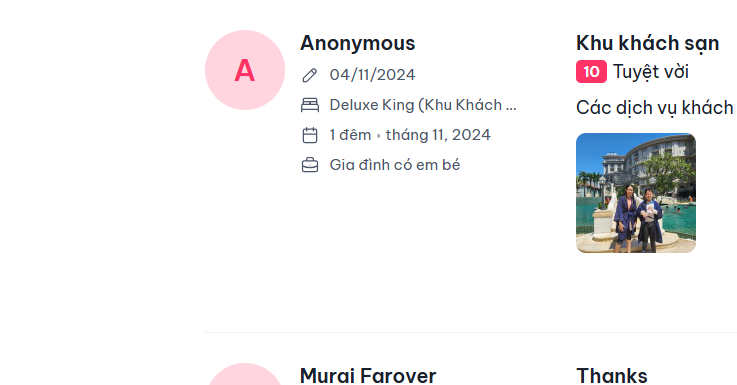 A
Anonymous
04/11/2024
Deluxe King (Khu Khách ...
1 đêm • tháng 11, 2024
Gia đình có em bé
Khu khách sạn
10 Tuyệt vời
Các dịch vụ khách
Murai Farover
Thanks